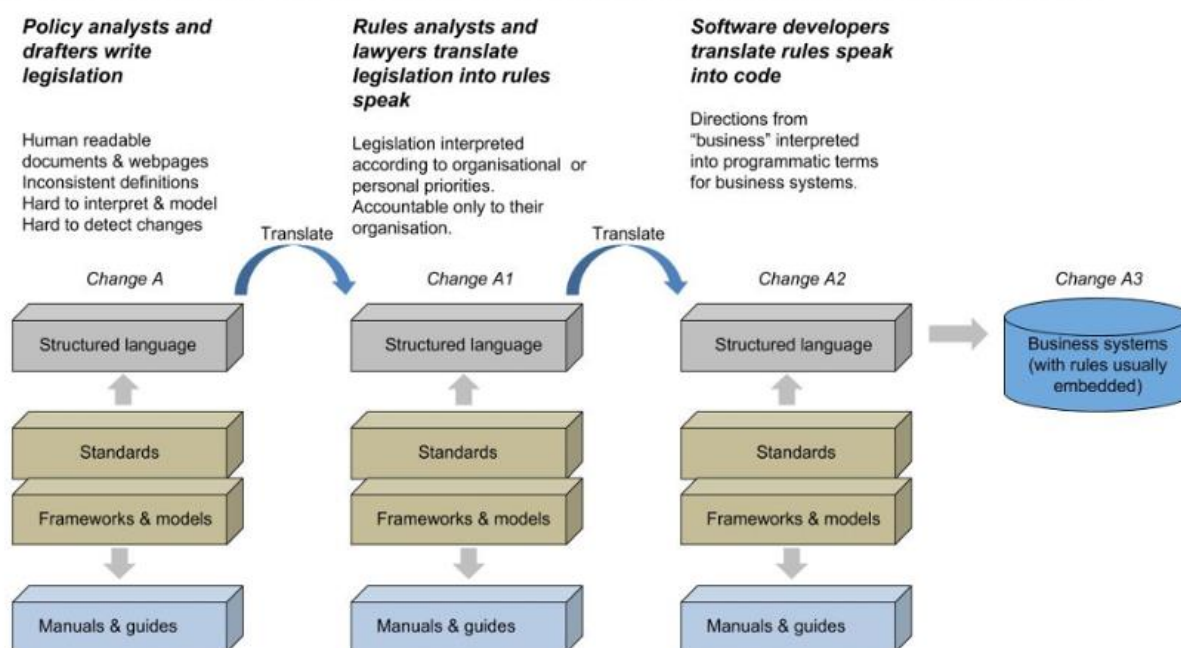 Policy analysts and
drafters write
legislation
Human readable
documents & webpages
Inconsistent definitions
Hard to interpret & model
Hard to detect changes
Rules analysts and
lawyers translate
legislation into rules
speak
Legislation interpreted
according to organisational or
personal priorities.
Accountable only to their
organisation.
Software developers
translate rules speak
into code
Directions from
“business” interpreted
into programmatic terms
for business systems.
Translate
Translate
Change A
Change A1
Change A2
Change A3
Structured language
Structured language
Structured language
Business systems
(with rules usually
embedded)
Standards
Standards
Standards
Frameworks & models
Frameworks & models
Frameworks & models
Manuals & guides
Manuals & guides
Manuals & guides